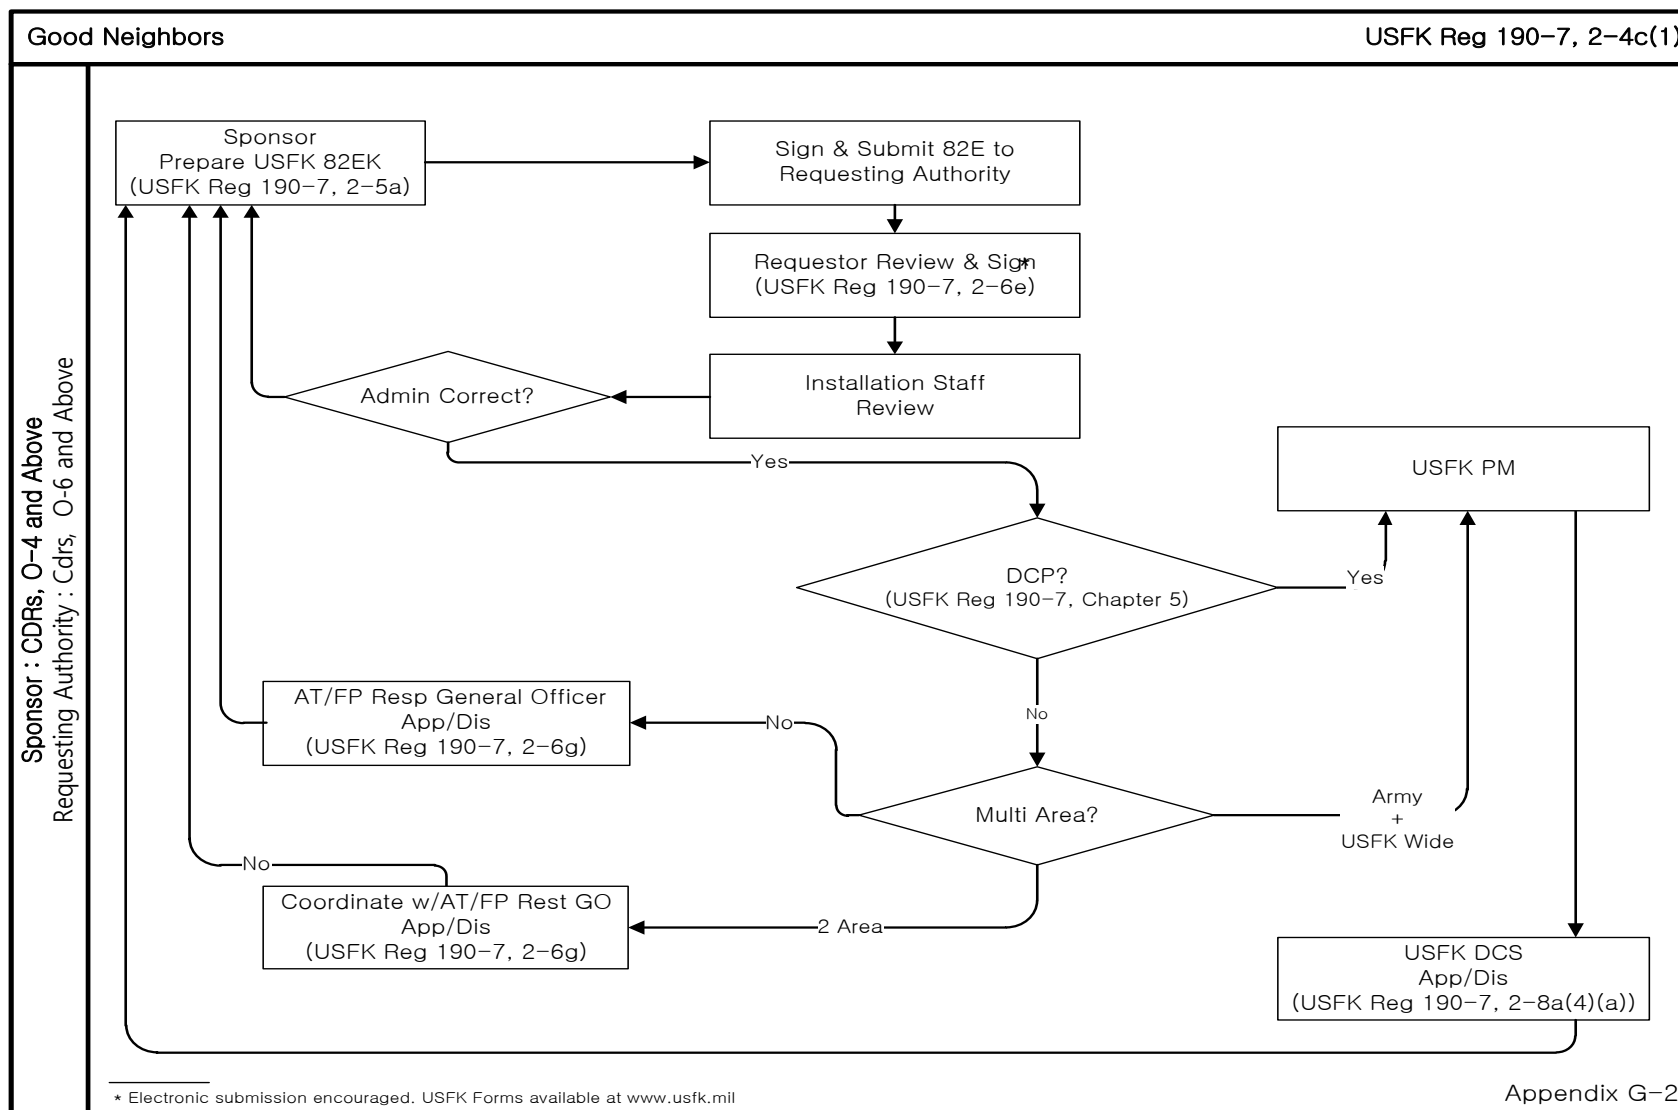 Good Neighbors
USFK Reg 190-7, 2-4c(1)
Sponsor : CDRs, O-4 and Above
Requesting Authority : Cdrs, O-6 and Above
Sponsor
Prepare USFK 82EK
(USFK Reg 190-7, 2-5a)
Sign & Submit 82E to
Requesting Authority
Requestor Review & Sign*
(USFK Reg 190-7, 2-6e)
Installation Staff
Review
Admin Correct?
Yes
USFK PM
DCP?
(USFK Reg 190-7, Chapter 5)
Yes
No
AT/FP Resp General Officer
App/Dis
(USFK Reg 190-7, 2-6g)
No
Multi Area?
Army
+
USFK Wide
No
Coordinate w/AT/FP Rest GO
App/Dis
(USFK Reg 190-7, 2-6g)
2 Area
USFK DCS
App/Dis
(USFK Reg 190-7, 2-8a(4)(a))
* Electronic submission encouraged. USFK Forms available at www.usfk.mil
Appendix G-2